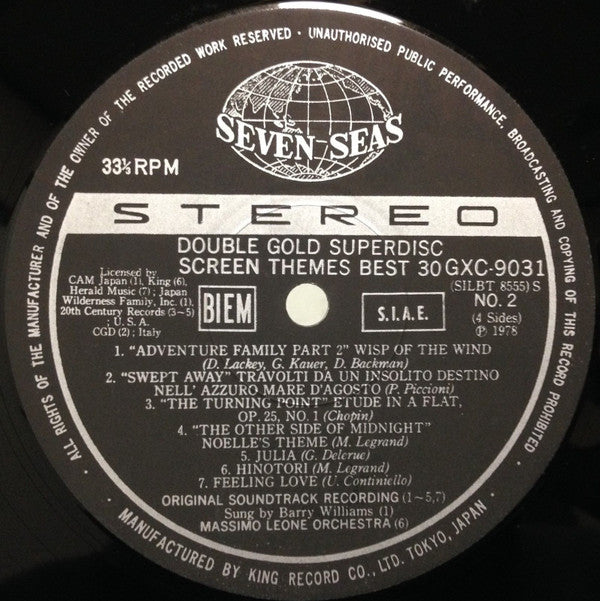 · ALL RIGHTS OF THE MANUFACTURER AND OF THE OWNER OF THE RECORDED WORK RESERVED · UNAUTHORISED PUBLIC PERFORMANCE, BROADCASTING AND COPYING OF THIS RECORD PROHIBITED ·
SEVEN SEAS
33⅓ RPM
STEREO
DOUBLE GOLD SUPERDISC
SCREEN THEMES BEST 30 GXC-9031
(SILBT 8555) S
NO. 2
(4 Sides)
Ⓟ 1978
Licensed by
CAM Japan (1), King (6),
Herald Music (7) ; Japan
Wilderness Family, Inc. (1),
20th Century Records (3~5)
; U.S.A.
CGD (2) ; Italy
BIEM
S.I.A.E.
1. "ADVENTURE FAMILY PART 2" WISP OF THE WIND
(D. Lackey, G. Kauer, D. Backman)
2. "SWEPT AWAY" TRAVOLTI DA UN INSOLITO DESTINO
NELL' AZZURO MARE D'AGOSTO (P. Piccioni)
3. "THE TURNING POINT" ETUDE IN A FLAT,
OP. 25, NO. 1 (Chopin)
4. "THE OTHER SIDE OF MIDNIGHT"
NOELLE'S THEME (M. Legrand)
5. JULIA (G. Delerue)
6. HINOTORI (M. Legrand)
7. FEELING LOVE (U. Continiello)
ORIGINAL SOUNDTRACK RECORDING (1~5,7)
Sung by Barry Williams (1)
MASSIMO LEONE ORCHESTRA (6)
· MANUFACTURED BY KING RECORD CO., LTD. TOKYO, JAPAN ·